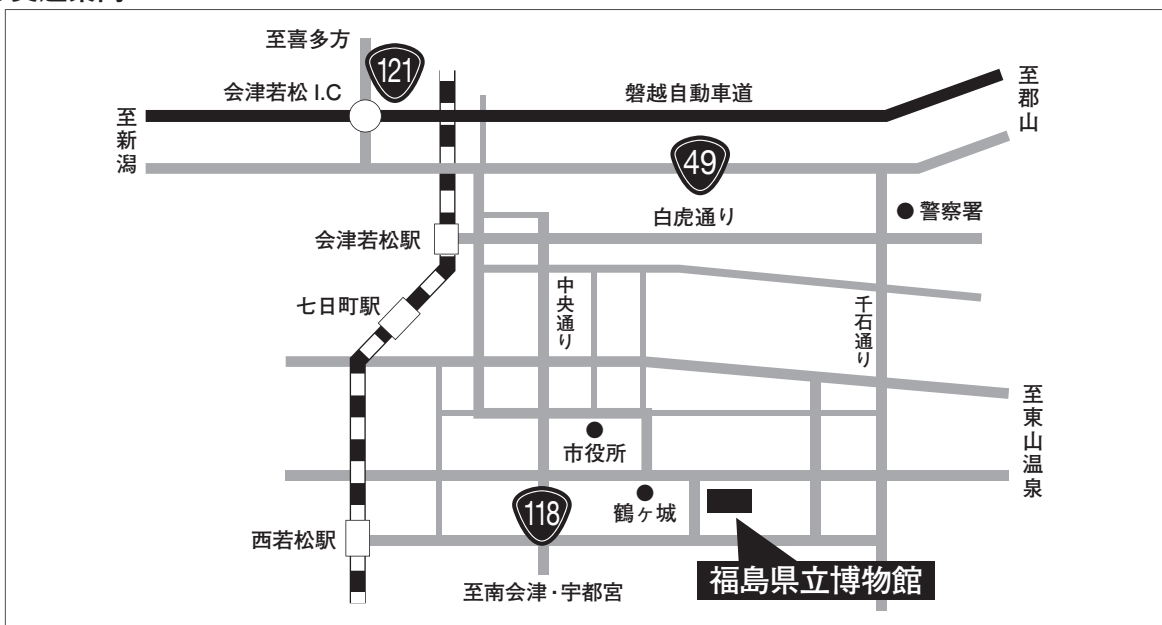 至喜多方
121
会津若松 I.C
磐越自動車道
至郡山
至新潟
49
白虎通り
警察署
会津若松駅
七日町駅
中央通り
千石通り
至東山温泉
市役所
118
鶴ヶ城
西若松駅
福島県立博物館
至南会津・宇都宮